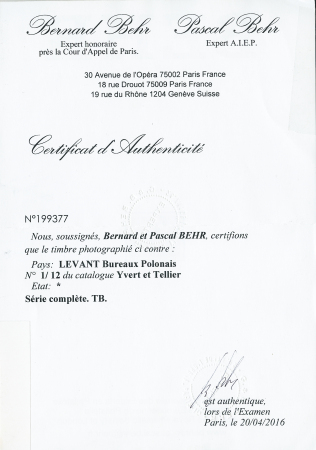 Bernard Behr
Expert honoraire
près la Cour d'Appel de Paris.
Pascal Behr
Expert A.I.E.P.
30 Avenue de l'Opéra 75002 Paris France
18 rue Drouot 75009 Paris France
19 rue du Rhône 1204 Genève Suisse
Certificat d'Authenticité
N°199377
Nous, soussignés, Bernard et Pascal BEHR, certifions
que le timbre photographié ci contre :
Pays: LEVANT Bureaux Polonais
N° 1/ 12 du catalogue Yvert et Tellier
Etat: *
Série complète. TB.
est authentique,
lors de l'Examen
Paris, le 20/04/2016